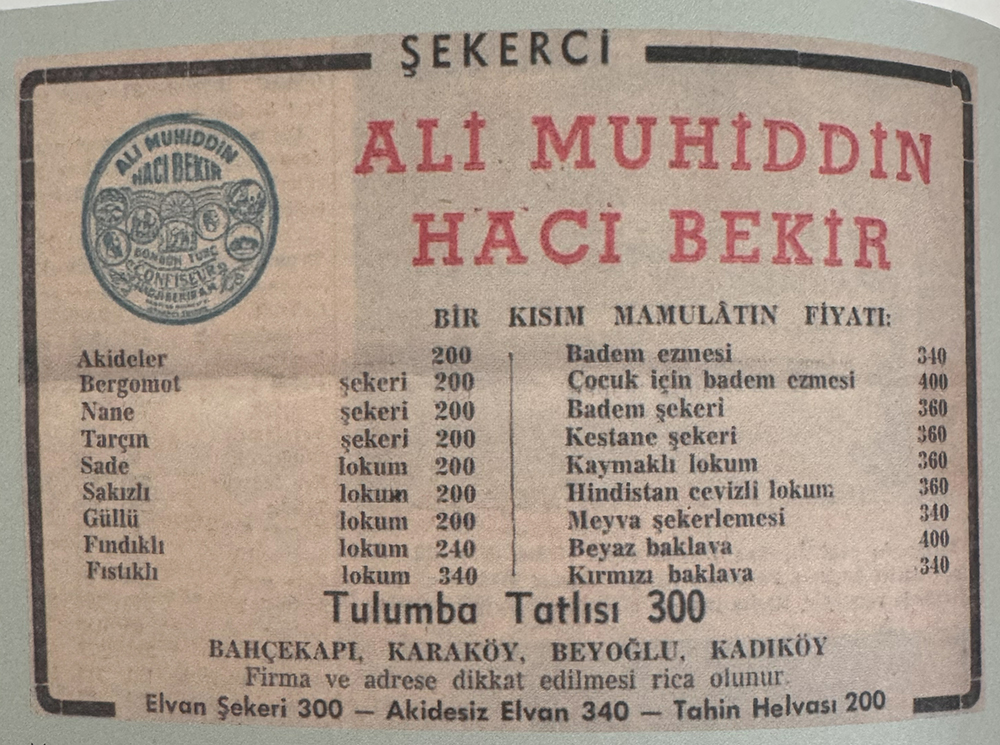 ŞEKERCİ
ALİ MUHİDDİN
HACI BEKİR
ALİ MUHİDDİN
HACI BEKİR
BONBON TURC
CONFISEUR
BİR KISIM MAMULÂTIN FİYATI:
Akideler 200
Bergomot şekeri 200
Nane şekeri 200
Tarçın şekeri 200
Sade lokum 200
Sakızlı lokum 200
Güllü lokum 200
Fındıklı lokum 240
Fıstıklı lokum 340
Badem ezmesi 340
Çocuk için badem ezmesi 400
Badem şekeri 360
Kestane şekeri 360
Kaymaklı lokum 360
Hindistan cevizli lokum 360
Meyva şekerlemesi 340
Beyaz baklava 400
Kırmızı baklava 340
Tulumba Tatlısı 300
BAHÇEKAPI, KARAKÖY, BEYOĞLU, KADIKÖY
Firma ve adrese dikkat edilmesi rica olunur.
Elvan Şekeri 300 — Akidesiz Elvan 340 — Tahin Helvası 200